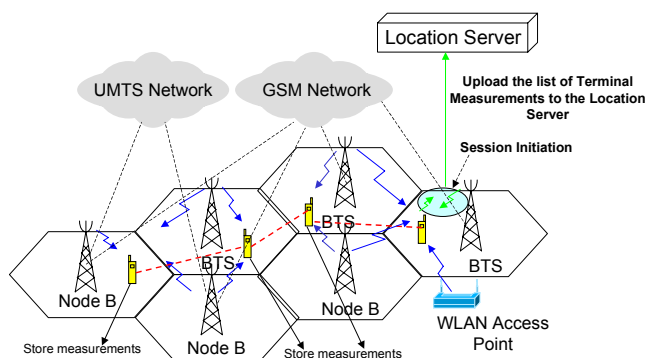 Location Server
UMTS Network
GSM Network
Upload the list of Terminal
Measurements to the Location
Server
Session Initiation
BTS
BTS
BTS
Node B
Node B
Node B
WLAN Access
Point
Store measurements
Store measurements